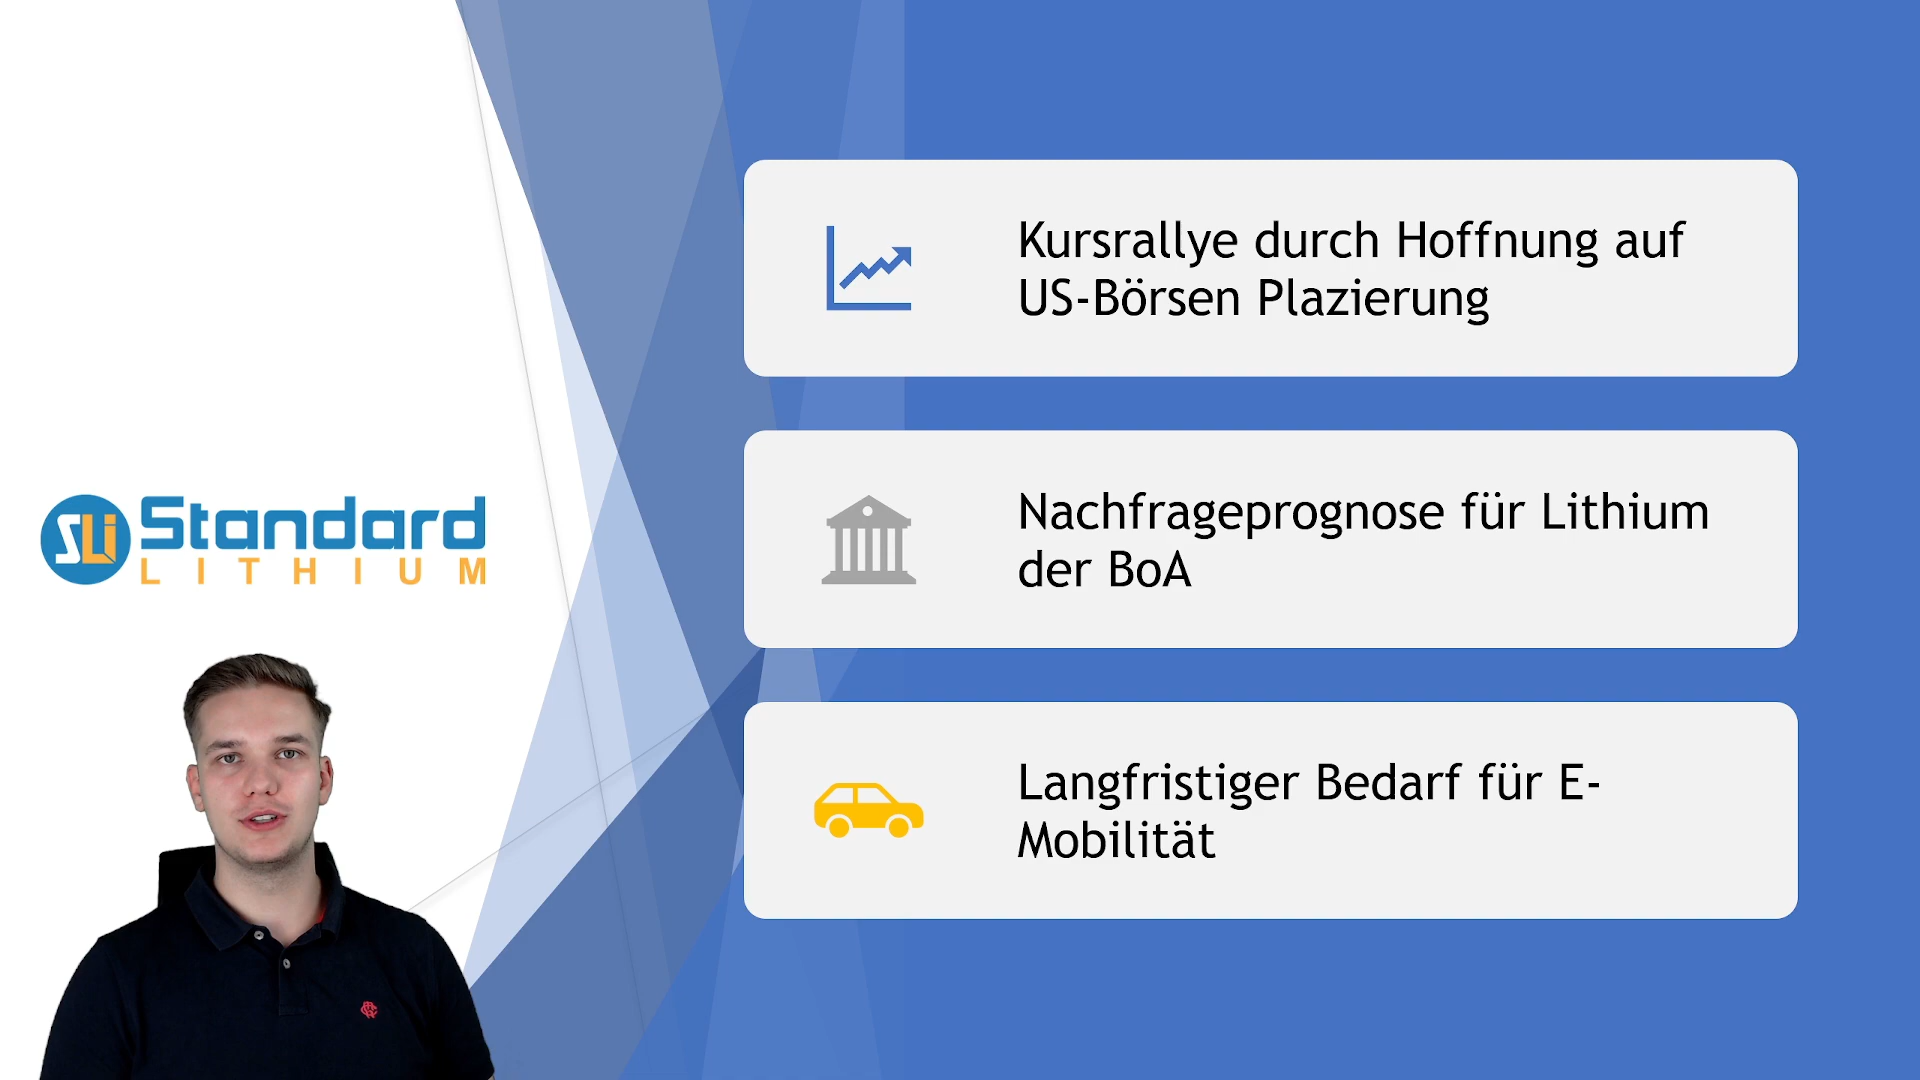 Kursrallye durch Hoffnung auf
US-Börsen Plazierung
Nachfrageprognose für Lithium
der BoA
Langfristiger Bedarf für E-
Mobilität
SLi Standard
LITHIUM